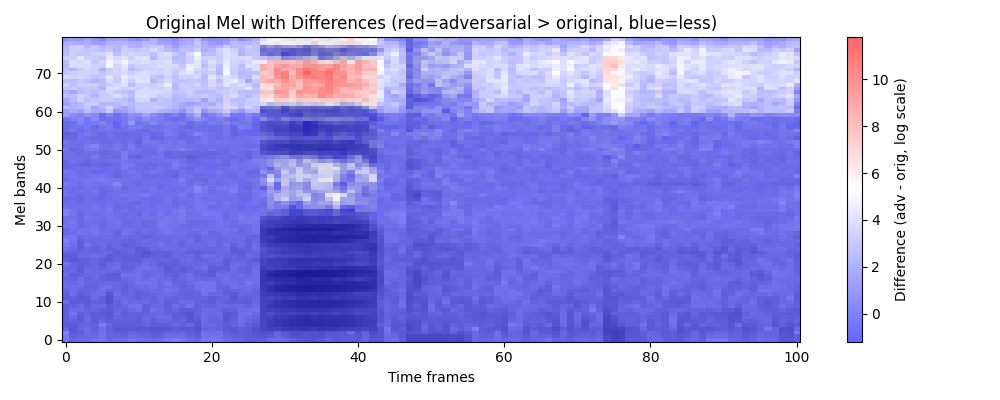 Original Mel with Differences (red=adversarial > original, blue=less)
Mel bands
70
60
50
40
30
20
10
0
0 20 40 60 80 100
Time frames
10
8
6
4
2
0
Difference (adv - orig, log scale)